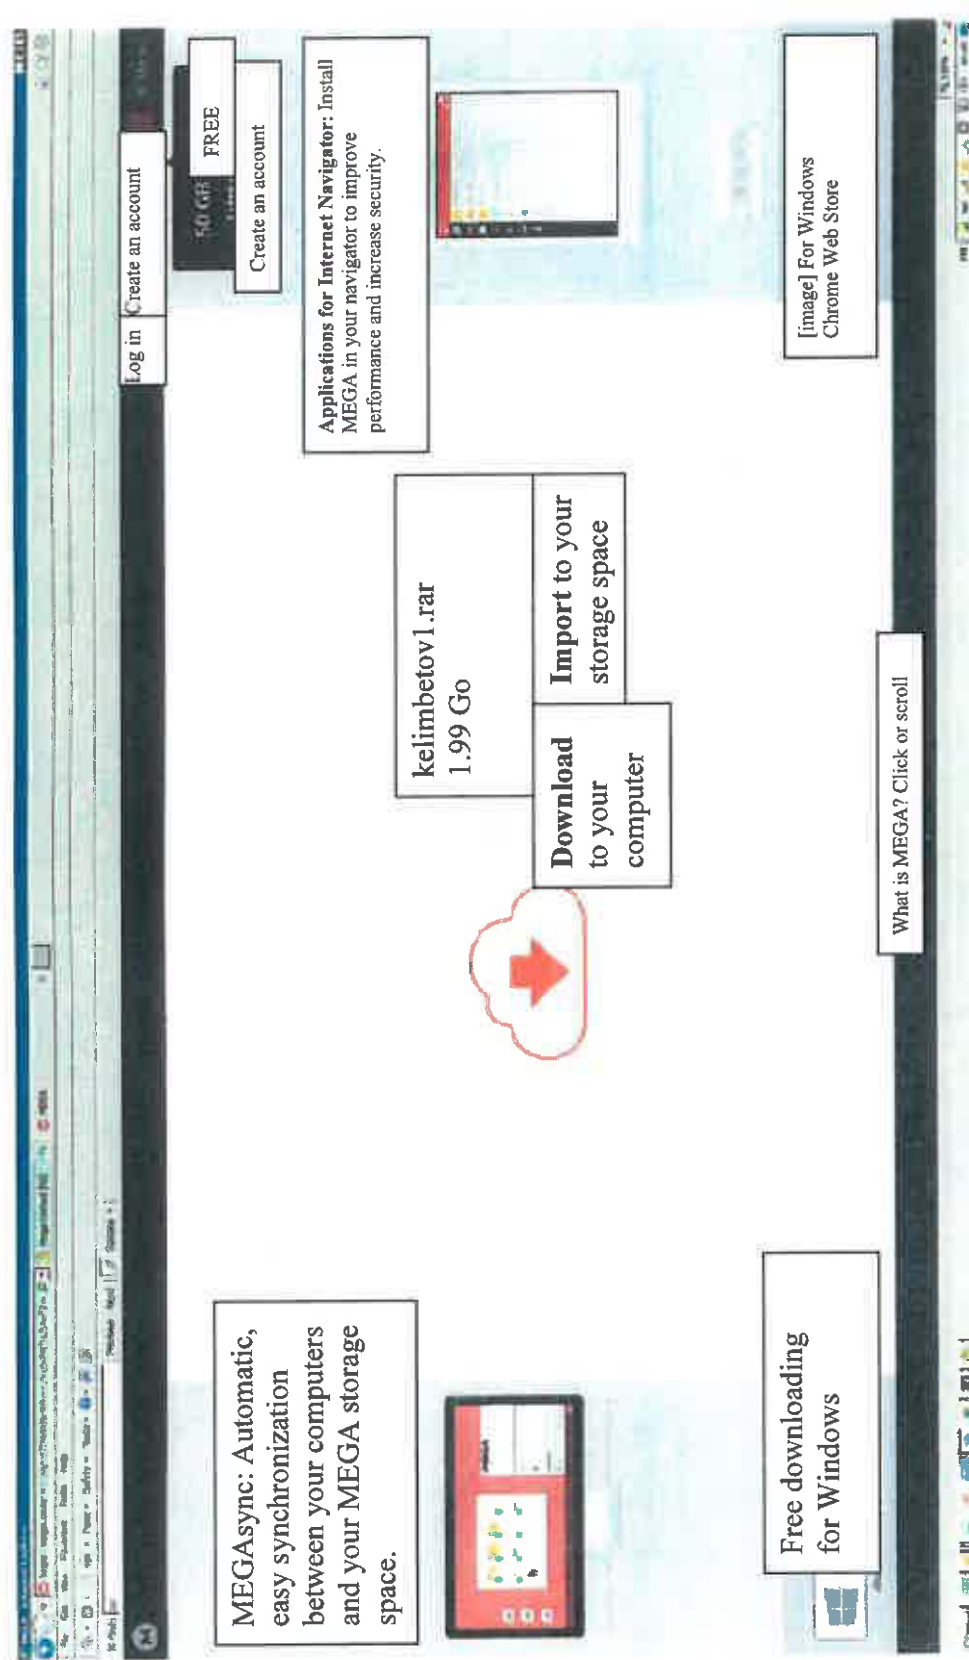 Log in
Create an account
50 GB
FREE
Create an account
MEGAsync: Automatic,
easy synchronization
between your computers
and your MEGA storage
space.
Applications for Internet Navigator: Install
MEGA in your navigator to improve
performance and increase security.
kelimbetov1.rar
1.99 Go
Download
to your
computer
Import to your
storage space
Free downloading
for Windows
[image] For Windows
Chrome Web Store
What is MEGA? Click or scroll